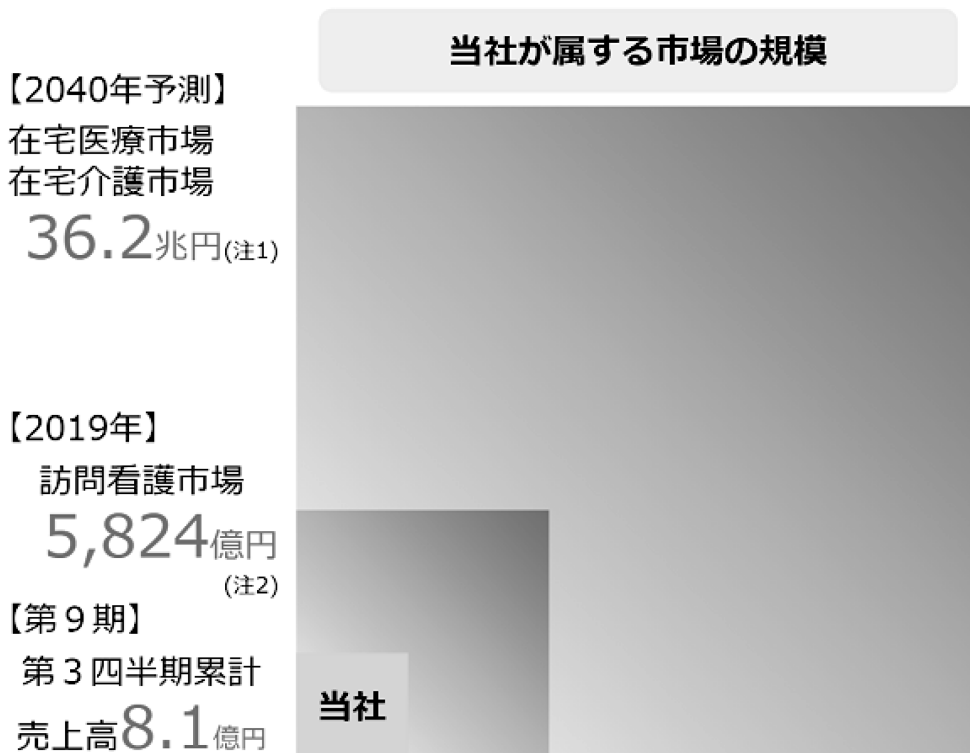 当社が属する市場の規模
【2040年予測】
在宅医療市場
在宅介護市場
36.2兆円(注1)
【2019年】
訪問看護市場
5,824億円
(注2)
【第９期】
第３四半期累計
売上高8.1億円
当社